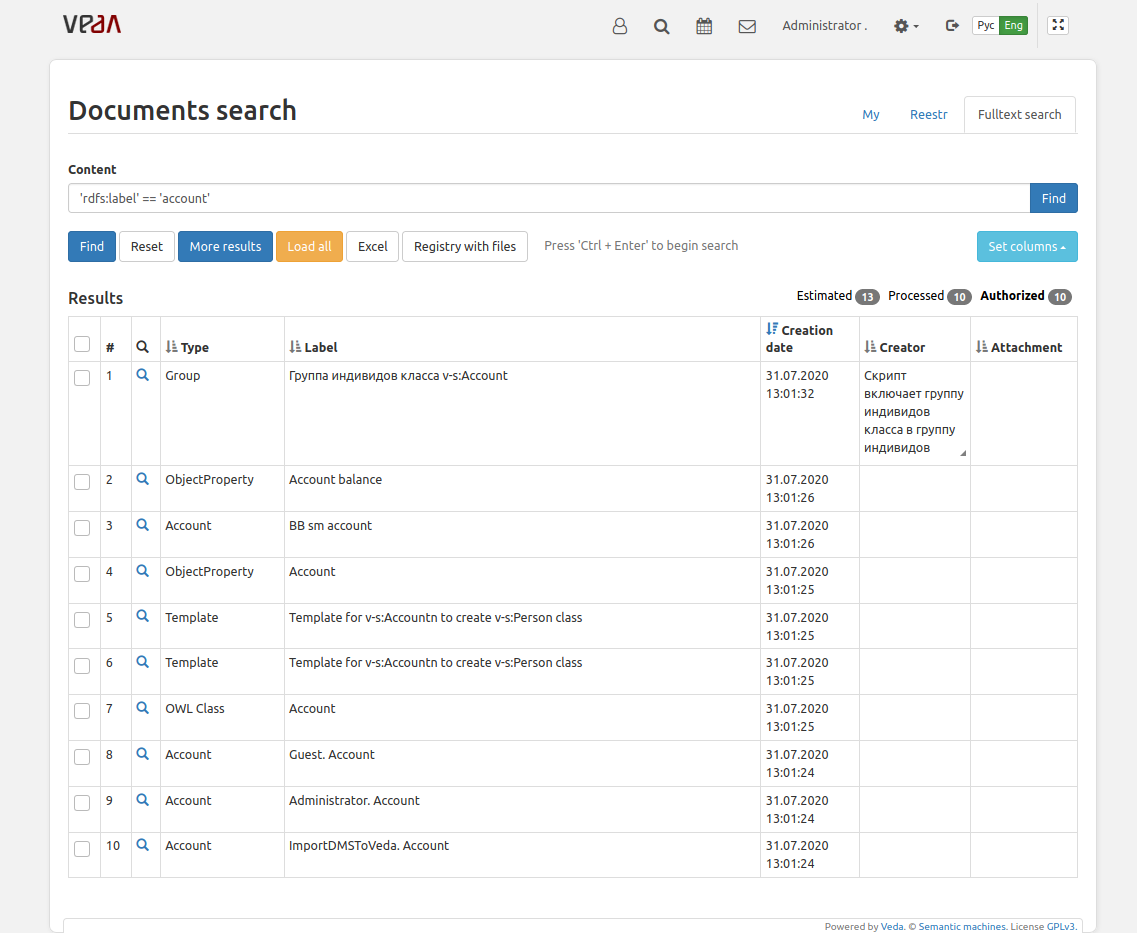 veda
Administrator .
Рус Eng
Documents search
My Reestr Fulltext search
Content
'rdfs:label' == 'account' Find
Find Reset More results Load all Excel Registry with files Press 'Ctrl + Enter' to begin search Set columns
Results Estimated 13 Processed 10 Authorized 10
# Type Label Creation date Creator Attachment
1 Group Группа индивидов класса v-s:Account 31.07.2020
13:01:32
Скрипт
включает группу
индивидов
класса в группу
индивидов
2 ObjectProperty Account balance 31.07.2020
13:01:26
3 Account BB sm account 31.07.2020
13:01:26
4 ObjectProperty Account 31.07.2020
13:01:25
5 Template Template for v-s:Accountn to create v-s:Person class 31.07.2020
13:01:25
6 Template Template for v-s:Accountn to create v-s:Person class 31.07.2020
13:01:25
7 OWL Class Account 31.07.2020
13:01:25
8 Account Guest. Account 31.07.2020
13:01:24
9 Account Administrator. Account 31.07.2020
13:01:24
10 Account ImportDMSToVeda. Account 31.07.2020
13:01:24
Powered by Veda. © Semantic machines. License GPLv3.